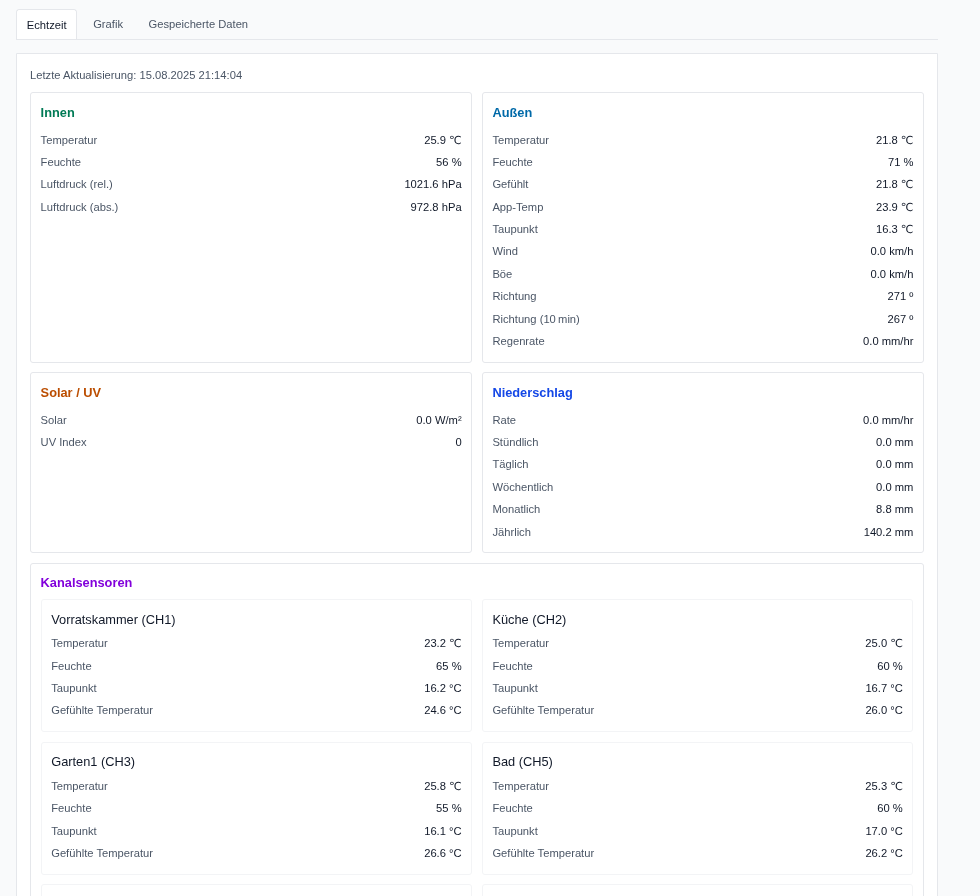 Echtzeit Grafik Gespeicherte Daten
Letzte Aktualisierung: 15.08.2025 21:14:04
Innen
Temperatur 25.9 ℃
Feuchte 56 %
Luftdruck (rel.) 1021.6 hPa
Luftdruck (abs.) 972.8 hPa
Außen
Temperatur 21.8 ℃
Feuchte 71 %
Gefühlt 21.8 ℃
App-Temp 23.9 ℃
Taupunkt 16.3 ℃
Wind 0.0 km/h
Böe 0.0 km/h
Richtung 271 º
Richtung (10 min) 267 º
Regenrate 0.0 mm/hr
Solar / UV
Solar 0.0 W/m²
UV Index 0
Niederschlag
Rate 0.0 mm/hr
Stündlich 0.0 mm
Täglich 0.0 mm
Wöchentlich 0.0 mm
Monatlich 8.8 mm
Jährlich 140.2 mm
Kanalsensoren
Vorratskammer (CH1)
Temperatur 23.2 ℃
Feuchte 65 %
Taupunkt 16.2 °C
Gefühlte Temperatur 24.6 °C
Küche (CH2)
Temperatur 25.0 ℃
Feuchte 60 %
Taupunkt 16.7 °C
Gefühlte Temperatur 26.0 °C
Garten1 (CH3)
Temperatur 25.8 ℃
Feuchte 55 %
Taupunkt 16.1 °C
Gefühlte Temperatur 26.6 °C
Bad (CH5)
Temperatur 25.3 ℃
Feuchte 60 %
Taupunkt 17.0 °C
Gefühlte Temperatur 26.2 °C